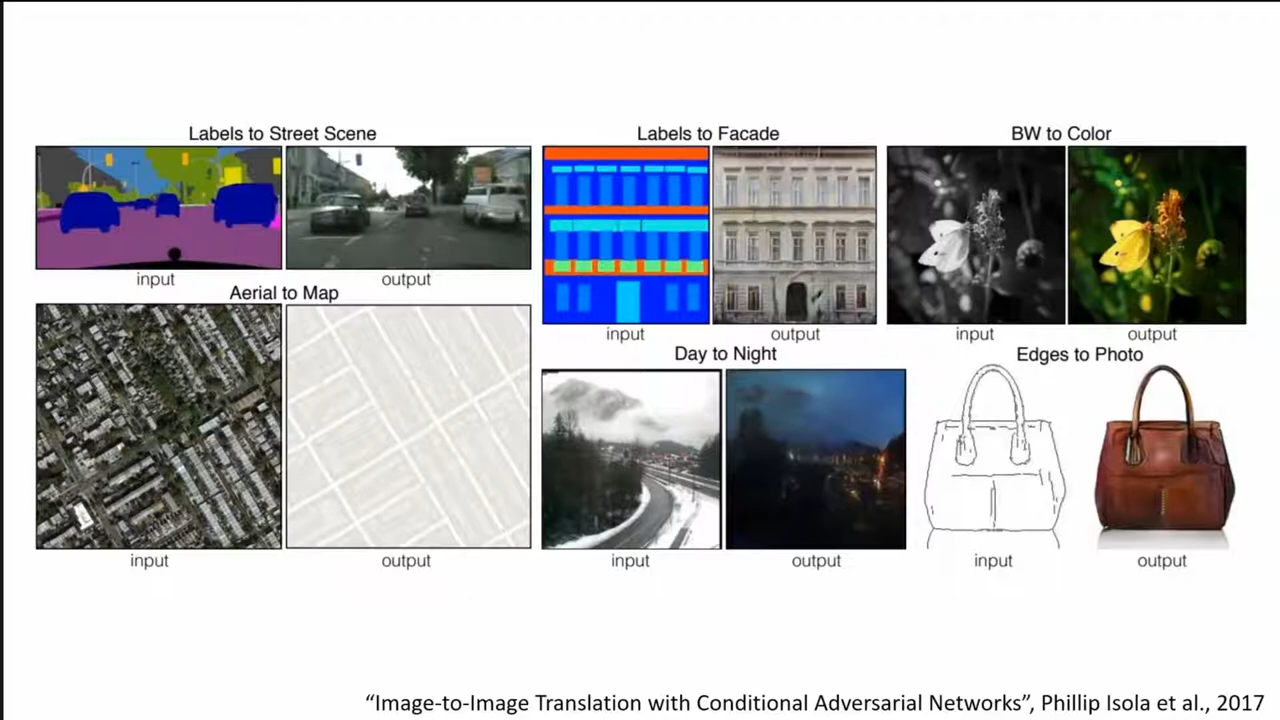 Labels to Street Scene
input
output
Aerial to Map
input
output
Labels to Facade
input
output
BW to Color
input
output
Day to Night
input
output
Edges to Photo
input
output
“Image-to-Image Translation with Conditional Adversarial Networks”, Phillip Isola et al., 2017